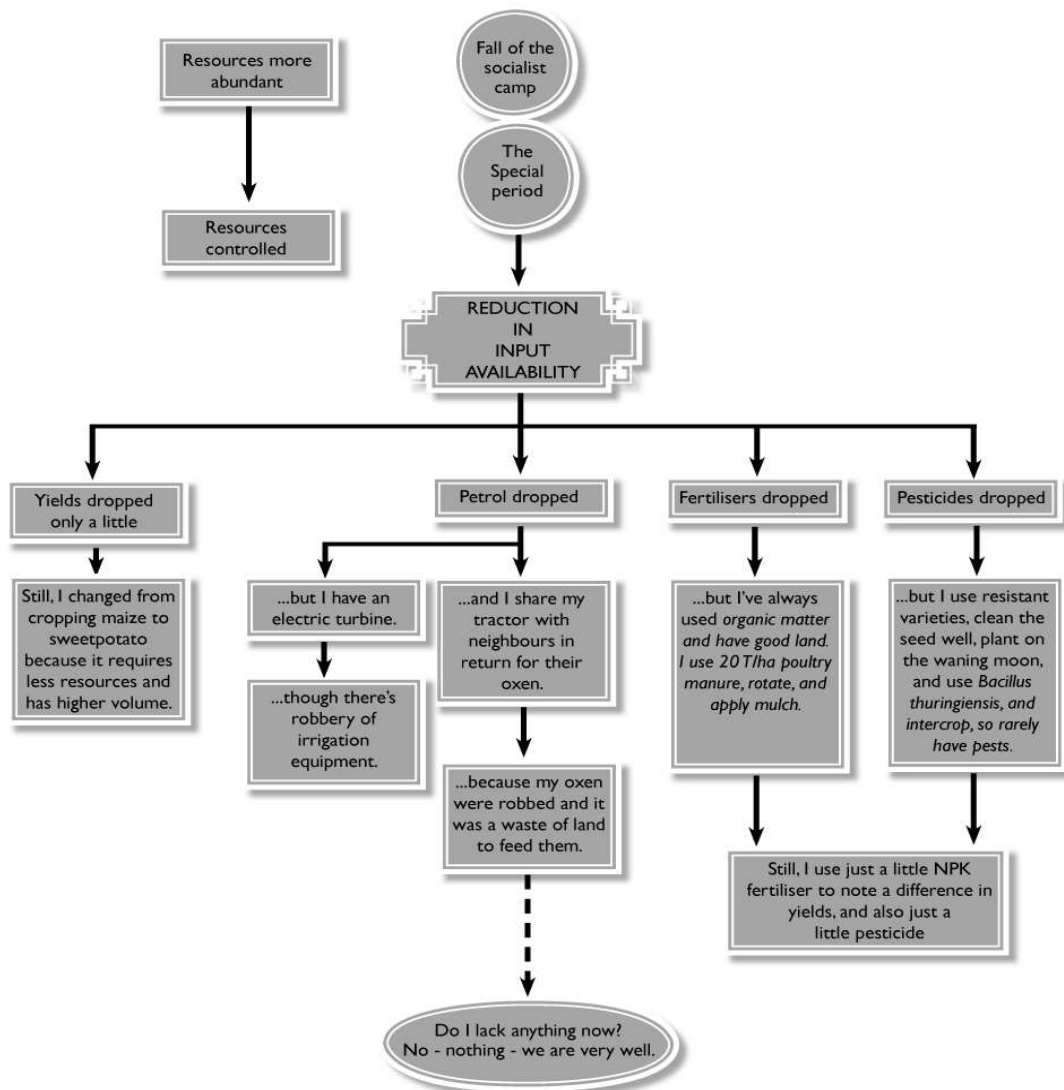 Resources more
abundant
Resources
controlled
Fall of the
socialist
camp
The
Special
period
REDUCTION
IN
INPUT
AVAILABILITY
Yields dropped
only a little
Still, I changed from
cropping maize to
sweetpotato
because it requires
less resources and
has higher volume.
Petrol dropped
...but I have an
electric turbine.
...though there's
robbery of
irrigation
equipment.
...and I share my
tractor with
neighbours in
return for their
oxen.
...because my oxen
were robbed and it
was a waste of land
to feed them.
Fertilisers dropped
...but I've always
used organic matter
and have good land.
I use 20 T/ha poultry
manure, rotate, and
apply mulch.
Pesticides dropped
...but I use resistant
varieties, clean the
seed well, plant on
the waning moon,
and use Bacillus
thuringiensis, and
intercrop, so rarely
have pests.
Still, I use just a little NPK
fertiliser to note a difference in
yields, and also just a
little pesticide
Do I lack anything now?
No - nothing - we are very well.